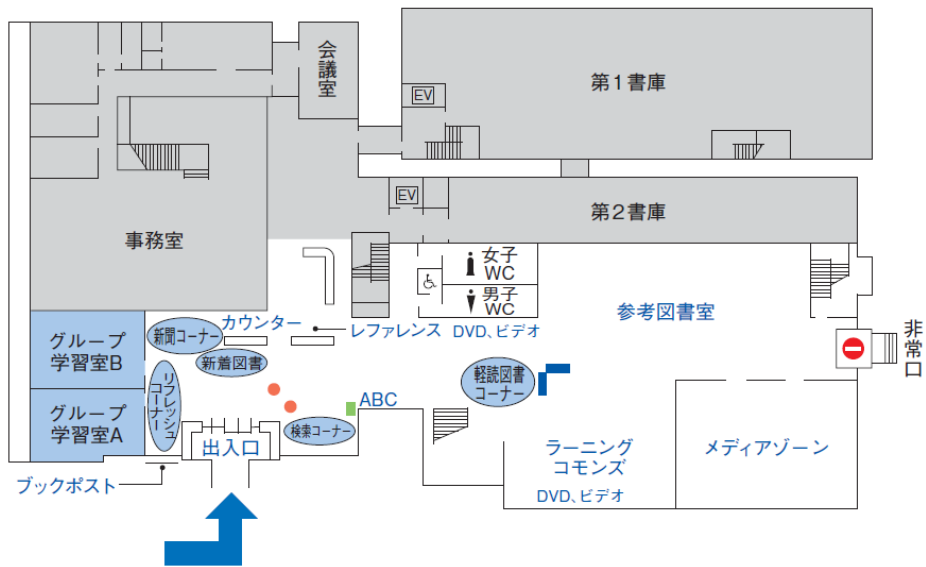 会議室
EV
第1書庫
EV
第2書庫
事務室
女子
WC
男子
WC
参考図書室
カウンター
レファレンス
DVD、ビデオ
新聞コーナー
新着図書
グループ
学習室B
リフレッシュ
コーナー
グループ
学習室A
軽読図書
コーナー
ABC
検索コーナー
出入口
ブックポスト
ラーニング
コモンズ
DVD、ビデオ
メディアゾーン
非常口